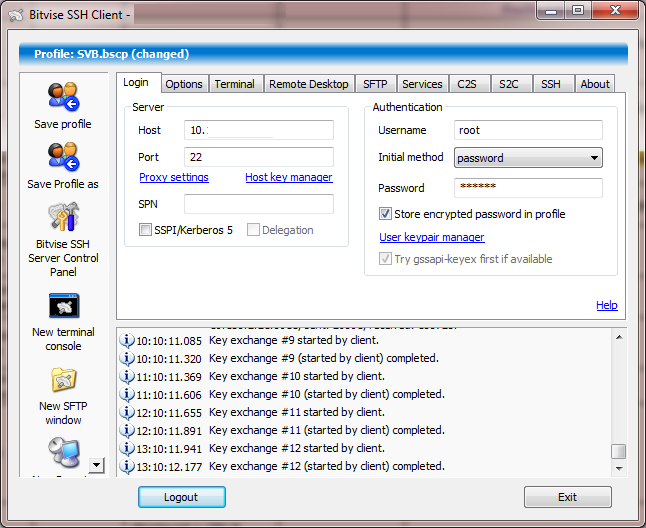 Bitvise SSH Client -
Profile: SVB.bscp (changed)
Save profile
Save Profile as
Bitvise SSH
Server Control
Panel
New terminal
console
New SFTP
window
Login Options Terminal Remote Desktop SFTP Services C2S S2C SSH About
Server
Host 10.
Port 22
Proxy settings Host key manager
SPN
SSPI/Kerberos 5 Delegation
Authentication
Username root
Initial method password
Password ******
Store encrypted password in profile
User keypair manager
Try gssapi-keyex first if available
Help
10:10:11.085 Key exchange #9 started by client.
10:10:11.320 Key exchange #9 (started by client) completed.
11:10:11.369 Key exchange #10 started by client.
11:10:11.606 Key exchange #10 (started by client) completed.
12:10:11.655 Key exchange #11 started by client.
12:10:11.891 Key exchange #11 (started by client) completed.
13:10:11.941 Key exchange #12 started by client.
13:10:12.177 Key exchange #12 (started by client) completed.
Logout Exit